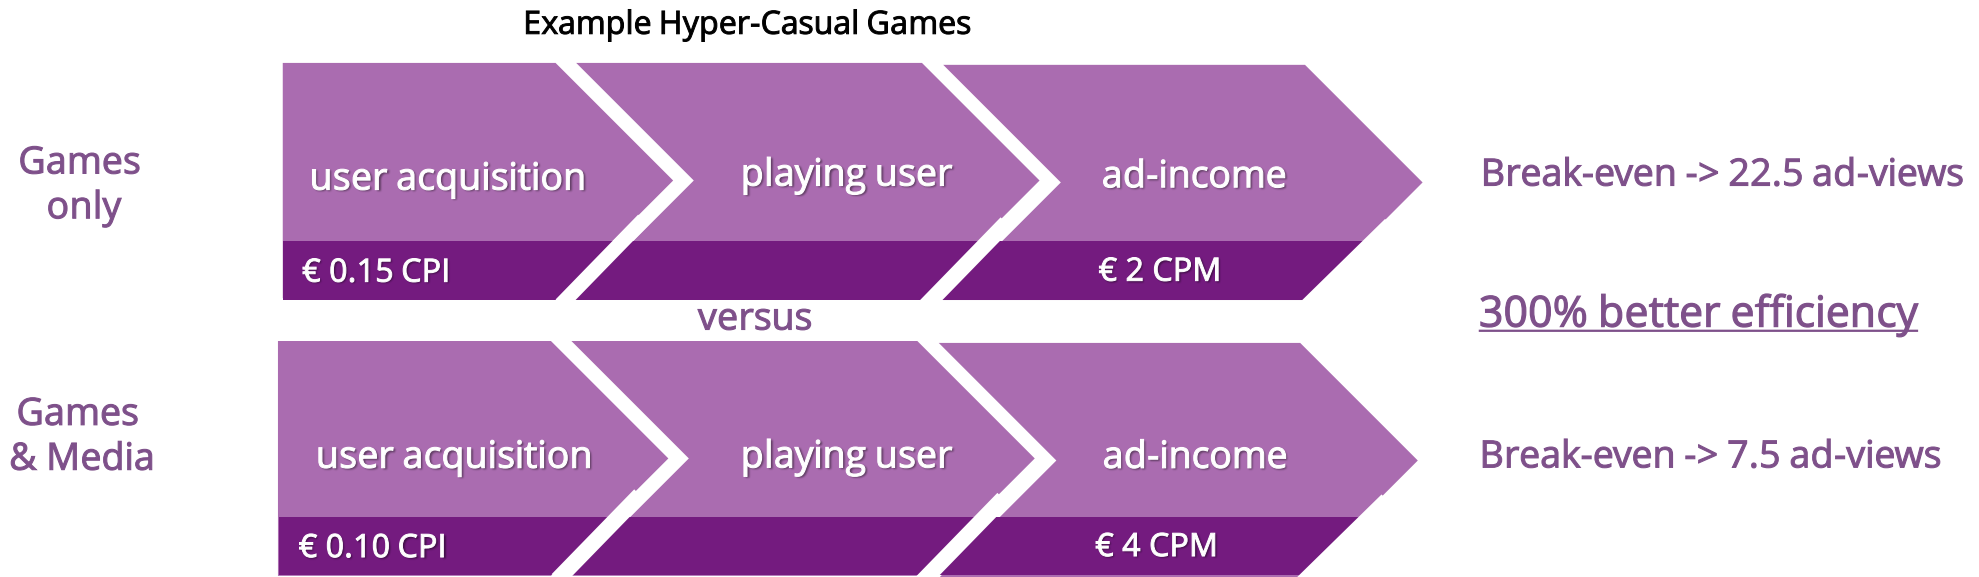 Example Hyper-Casual Games
Games
only
user acquisition
playing user
ad-income
Break-even -> 22.5 ad-views
€ 0.15 CPI
€ 2 CPM
versus
300% better efficiency
Games
& Media
user acquisition
playing user
ad-income
Break-even -> 7.5 ad-views
€ 0.10 CPI
€ 4 CPM